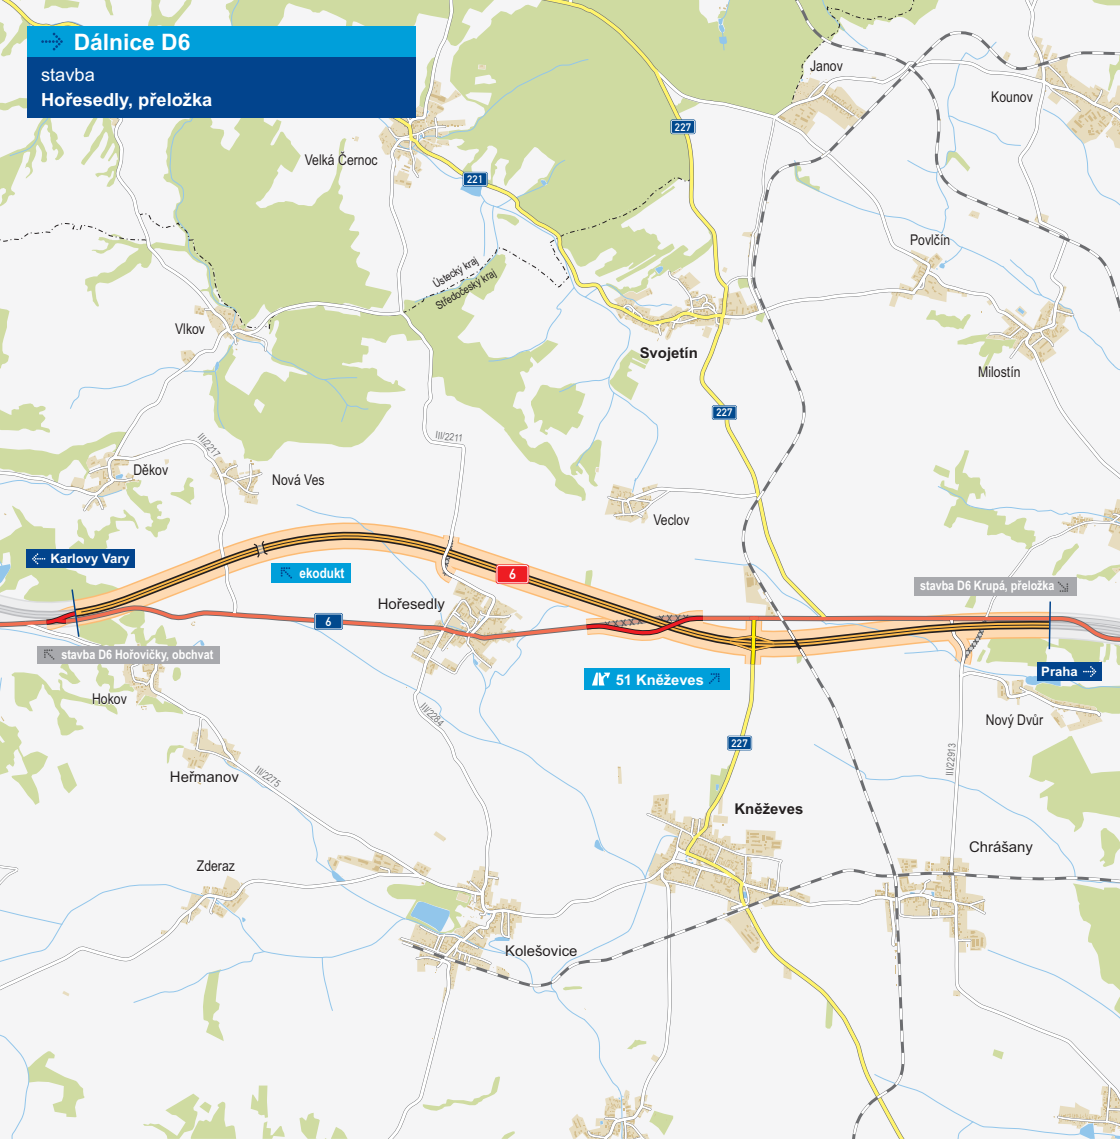 Dálnice D6
stavba
Hořesedly, přeložka
Janov
Kounov
227
Velká Černoc
221
Povlčín
Ústecký kraj
Středočeský kraj
Vlkov
Svojetín
Milostín
227
III/2211
III/2217
Děkov
Nová Ves
Veclov
Karlovy Vary
ekodukt
6
stavba D6 Krupá, přeložka
Hořesedly
6
stavba D6 Hořovičky, obchvat
51 Kněževes
Praha
Hokov
III/2284
Nový Dvůr
227
Heřmanov
III/2275
III/22913
Kněževes
Chrášany
Zderaz
Kolešovice